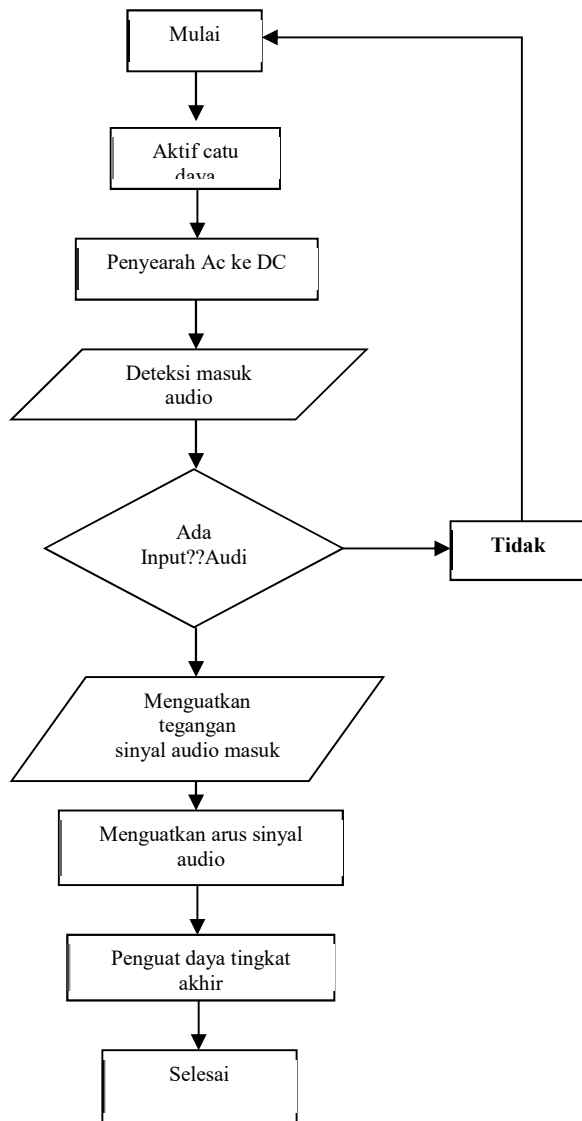 Mulai
Aktif catu
daya
Penyearah Ac ke DC
Deteksi masuk
audio
Ada
Input??Audi
Tidak
Menguatkan
tegangan
sinyal audio masuk
Menguatkan arus sinyal
audio
Penguat daya tingkat
akhir
Selesai